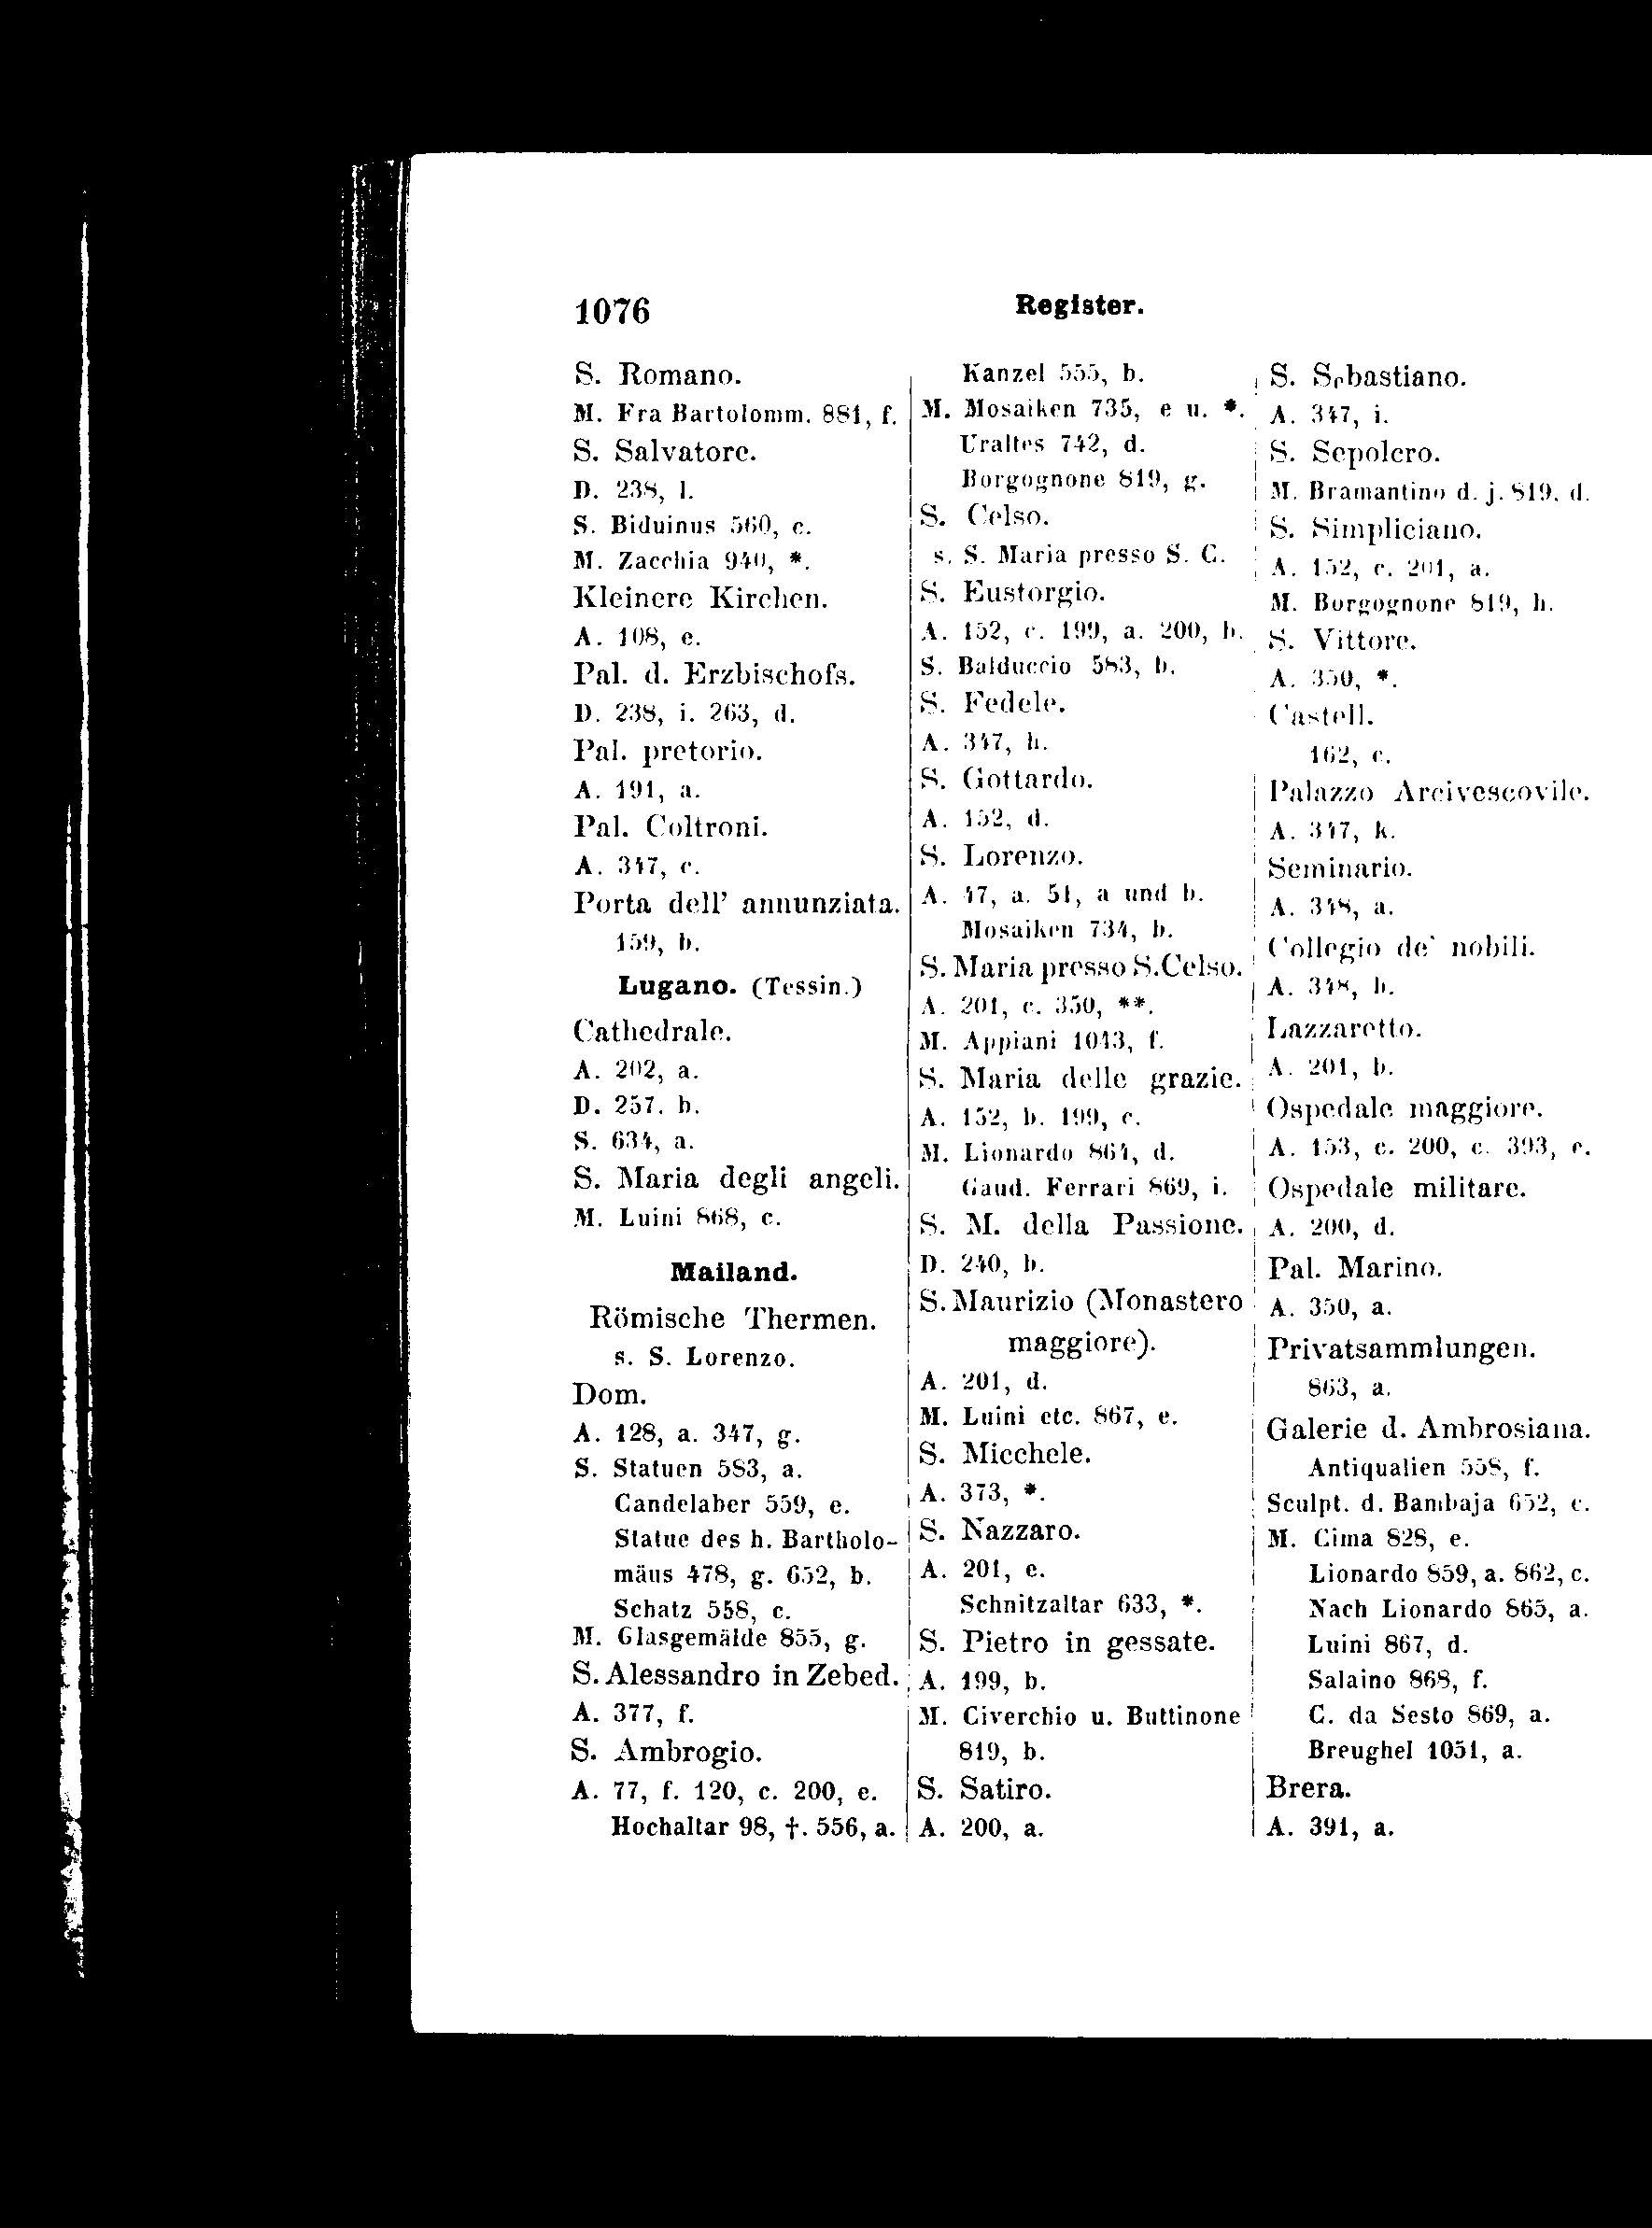 1076
Register.
S. Romano.
M. Fra Bartolomm. 881, f.
S. Salvatore.
D. 238, l.
S. Biduinus 560, c.
M. Zacchia 940, *.
Kleinere Kirchen.
A. 108, e.
Pal. d. Erzbischofs.
D. 238, i. 263, d.
Pal. pretorio.
A. 191, a.
Pal. Coltroni.
A. 347, c.
Porta dell' annunziata.
159, b.
Lugano. (Tessin.)
Cathedrale.
A. 202, a.
D. 257. b.
S. 634, a.
S. Maria degli angeli.
M. Luini 868, c.
Mailand.
Römische Thermen.
s. S. Lorenzo.
Dom.
A. 128, a. 347, g.
S. Statuen 583, a.
Candelaber 559, e.
Statue des h. Bartholo-
mäus 478, g. 652, b.
Schatz 558, c.
M. Glasgemälde 855, g.
S. Alessandro in Zebed.
A. 377, f.
S. Ambrogio.
A. 77, f. 120, c. 200, e.
Hochaltar 98, †. 556, a.
Kanzel 555, b.
M. Mosaiken 735, e u. *.
Uraltes 742, d.
Borgognone 819, g.
S. Celso.
s. S. Maria presso S. C.
S. Eustorgio.
A. 152, c. 199, a. 200, b.
S. Balduccio 583, b.
S. Fedele.
A. 347, h.
S. Gottardo.
A. 152, d.
S. Lorenzo.
A. 47, a. 51, a und b.
Mosaiken 734, b.
S. Maria presso S. Celso.
A. 201, c. 350, **.
M. Appiani 1043, f.
S. Maria delle grazie.
A. 152, b. 199, c.
M. Lionardo 864, d.
Gaud. Ferrari 869, i.
S. M. della Passione.
D. 240, b.
S. Maurizio (Monastero
maggiore).
A. 201, d.
M. Luini etc. 867, e.
S. Micchele.
A. 373, *.
S. Nazzaro.
A. 201, e.
Schnitzaltar 633, *.
S. Pietro in gessate.
A. 199, b.
M. Civerchio u. Buttinone
819, b.
S. Satiro.
A. 200, a.
S. Sebastiano.
A. 347, i.
S. Sepolcro.
M. Bramantino d. j. 819. d.
S. Simpliciano.
A. 152, e. 201, a.
M. Borgognone 819, h.
S. Vittore.
A. 350, *.
Castell.
162, c.
Palazzo Arcivescovile.
A. 347, k.
Seminario.
A. 348, a.
Collegio de' nobili.
A. 348, b.
Lazzaretto.
A. 201, b.
Ospedale maggiore.
A. 153, c. 200, c. 393, e.
Ospedale militare.
A. 200, d.
Pal. Marino.
A. 350, a.
Privatsammlungen.
863, a.
Galerie d. Ambrosiana.
Antiqualien 558, f.
Sculpt. d. Bambaja 652, c.
M. Cima 828, e.
Lionardo 859, a. 862, c.
Nach Lionardo 865, a.
Luini 867, d.
Salaino 868, f.
C. da Sesto 869, a.
Breughel 1051, a.
Brera.
A. 391, a.